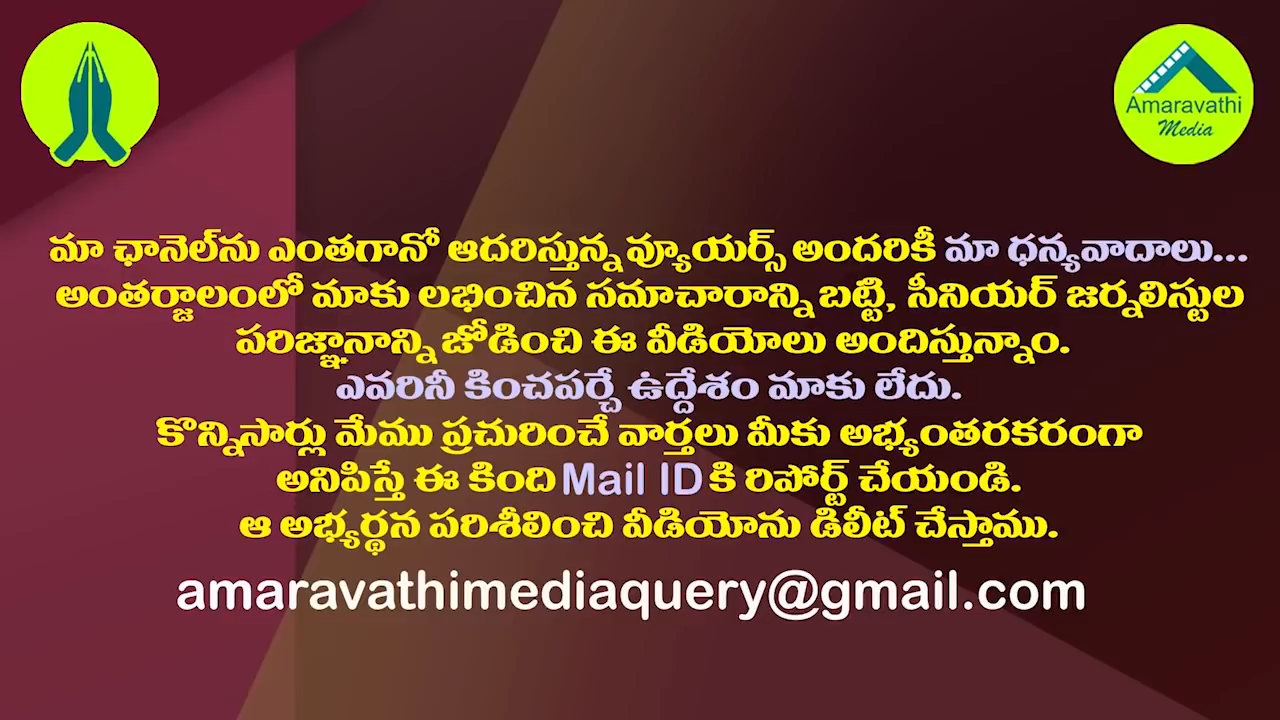 Amaravathi
Media
మా ఛానెల్‌ను ఎంతగానో ఆదరిస్తున్న వ్యూయర్స్ అందరికీ మా ధన్యవాదాలు...
అంతర్జాలంలో మాకు లభించిన సమాచారాన్ని బట్టి, సీనియర్ జర్నలిస్టుల
పరిజ్ఞానాన్ని జోడించి ఈ వీడియోలు అందిస్తున్నాం.
ఎవరినీ కించపర్చే ఉద్దేశం మాకు లేదు.
కొన్నిసార్లు మేము ప్రచురించే వార్తలు మీకు అభ్యంతరకరంగా
అనిపిస్తే ఈ కింది Mail ID కి రిపోర్ట్ చేయండి.
ఆ అభ్యర్థన పరిశీలించి వీడియోను డిలీట్ చేస్తాము.
amaravathimediaquery@gmail.com